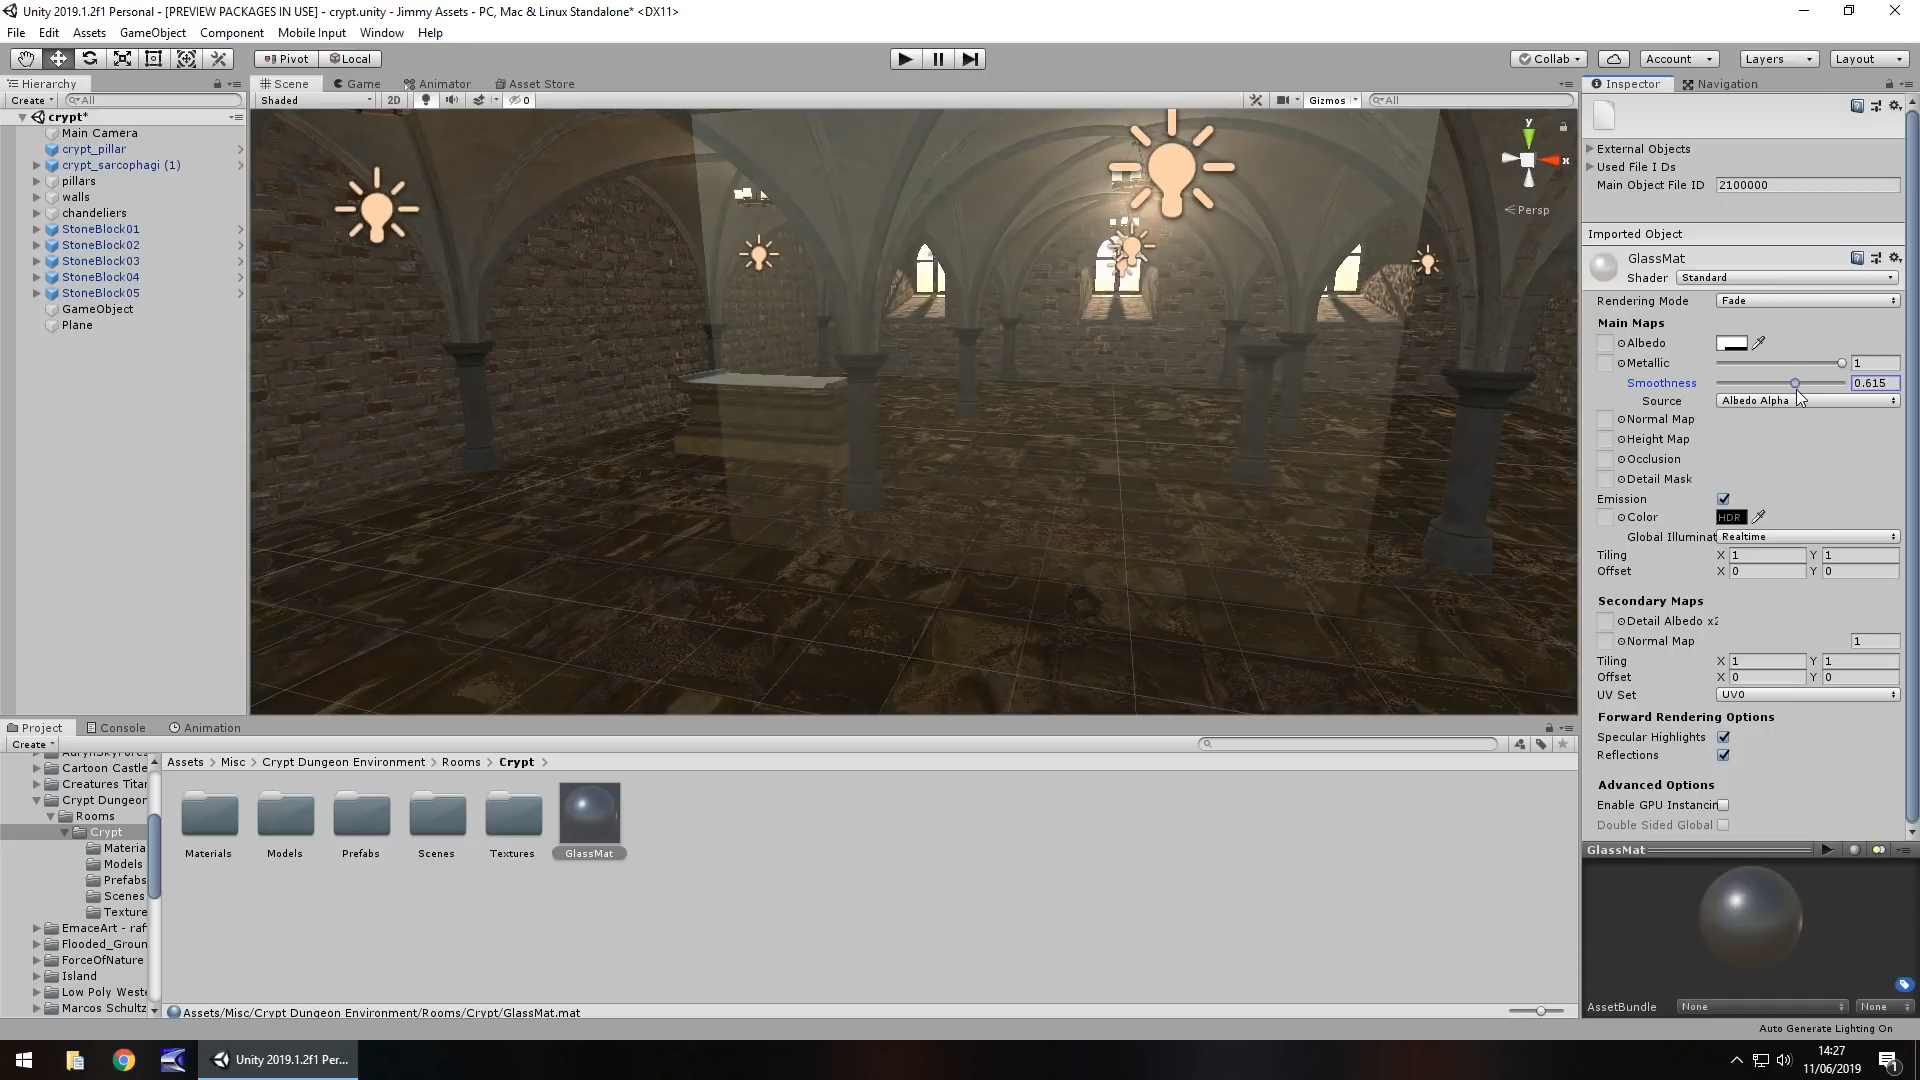 Unity 2019.1.2f1 Personal - [PREVIEW PACKAGES IN USE] - crypt.unity - Jimmy Assets - PC, Mac & Linux Standalone* <DX11>
File Edit Assets GameObject Component Mobile Input Window Help
Pivot Local Collab Account Layers Layout
Hierarchy
Create All
crypt*
Main Camera
crypt_pillar
crypt_sarcophagi (1)
pillars
walls
chandeliers
StoneBlock01
StoneBlock02
StoneBlock03
StoneBlock04
StoneBlock05
GameObject
Plane
Scene Game Animator Asset Store
Shaded 2D 0 Gizmos All
y
x
Persp
Inspector Navigation
External Objects
Used File I Ds
Main Object File ID 2100000
Imported Object
GlassMat
Shader Standard
Rendering Mode Fade
Main Maps
Albedo
Metallic 1
Smoothness 0.615
Source Albedo Alpha
Normal Map
Height Map
Occlusion
Detail Mask
Emission
Color HDR
Global Illuminat Realtime
Tiling X 1 Y 1
Offset X 0 Y 0
Secondary Maps
Detail Albedo x2
Normal Map 1
Tiling X 1 Y 1
Offset X 0 Y 0
UV Set UV0
Forward Rendering Options
Specular Highlights
Reflections
Advanced Options
Enable GPU Instancin
Double Sided Global
GlassMat
AssetBundle None None
Auto Generate Lighting On
Project Console Animation
Create
Cartoon Castle
Creatures Titan
Crypt Dungeon
Rooms
Crypt
Materia
Models
Prefabs
Scenes
Texture
EmaceArt - raf
Flooded_Groun
ForceOfNature
Island
Low Poly Weste
Marcos Schultz
Assets > Misc > Crypt Dungeon Environment > Rooms > Crypt >
Materials Models Prefabs Scenes Textures GlassMat
Assets/Misc/Crypt Dungeon Environment/Rooms/Crypt/GlassMat.mat
Unity 2019.1.2f1 Per...
14:27
11/06/2019
1